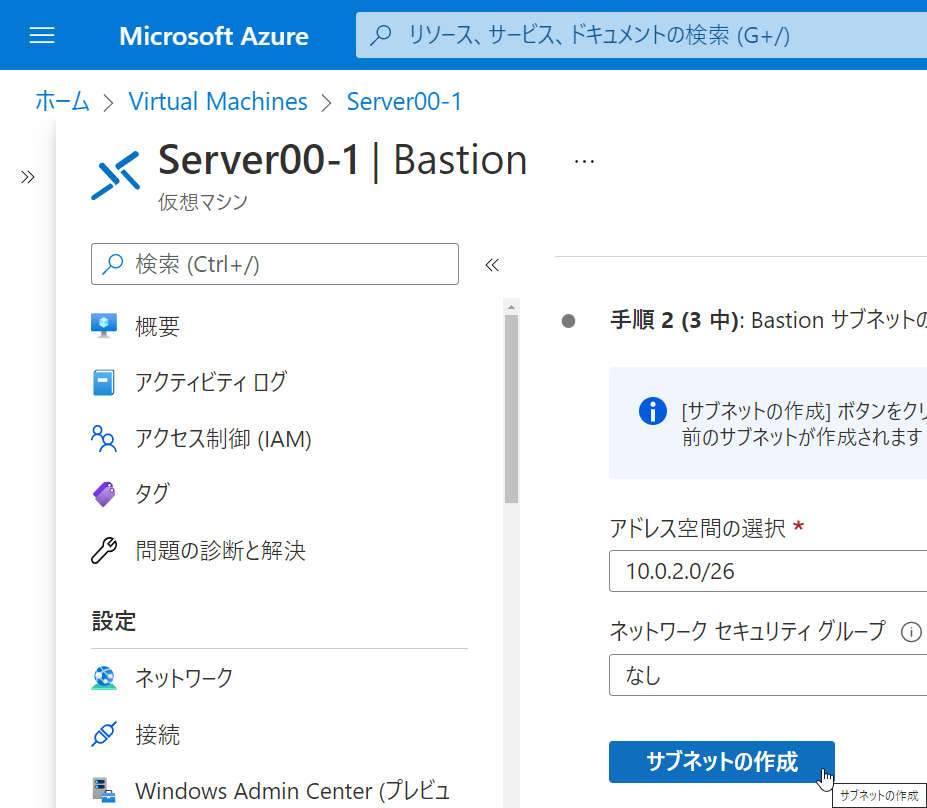 Microsoft Azure
リソース、サービス、ドキュメントの検索 (G+/)
ホーム > Virtual Machines > Server00-1
Server00-1 | Bastion ...
仮想マシン
検索 (Ctrl+/)
概要
アクティビティ ログ
アクセス制御 (IAM)
タグ
問題の診断と解決
設定
ネットワーク
接続
Windows Admin Center (プレビュ
手順 2 (3 中): Bastion サブネットの
[サブネットの作成] ボタンをクリ
前のサブネットが作成されます
アドレス空間の選択 *
10.0.2.0/26
ネットワーク セキュリティ グループ
なし
サブネットの作成
サブネットの作成